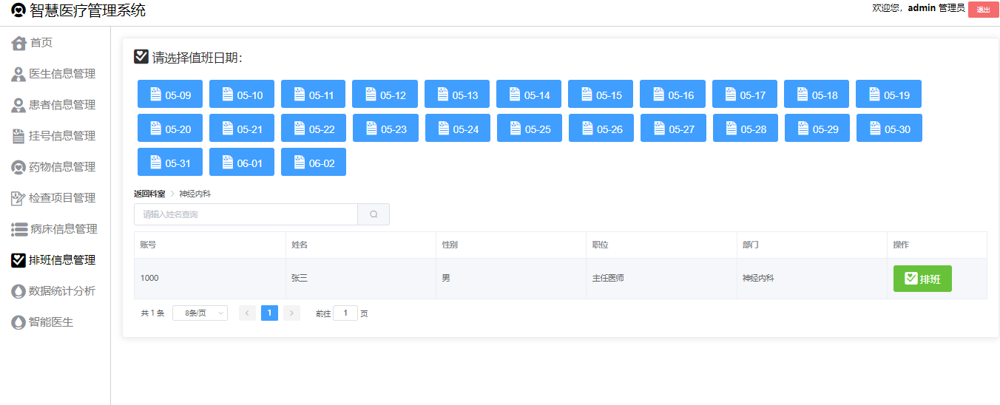 智慧医疗管理系统
欢迎您，admin 管理员 退出
首页
医生信息管理
患者信息管理
挂号信息管理
药物信息管理
检查项目管理
病床信息管理
排班信息管理
数据统计分析
智能医生
请选择值班日期：
05-09 05-10 05-11 05-12 05-13 05-14 05-15 05-16 05-17 05-18 05-19
05-20 05-21 05-22 05-23 05-24 05-25 05-26 05-27 05-28 05-29 05-30
05-31 06-01 06-02
返回科室 > 神经内科
请输入姓名查询
账号 姓名 性别 职位 部门 操作
1000 张三 男 主任医师 神经内科 排班
共 1 条 8条/页 < 1 > 前往 1 页